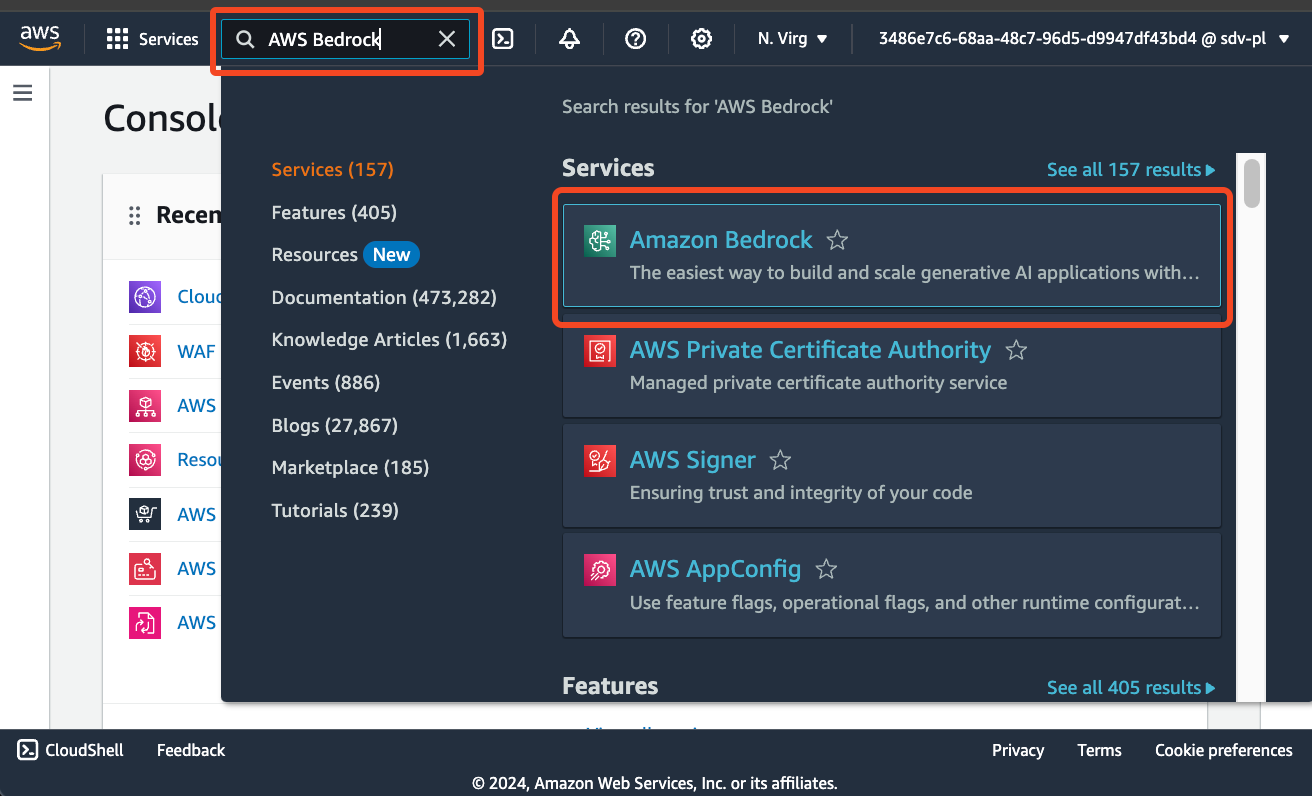 aws
Services
AWS Bedrock
N. Virg
3486e7c6-68aa-48c7-96d5-d9947df43bd4 @ sdv-pl
Consol
Search results for 'AWS Bedrock'
Services (157)
Features (405)
Resources New
Documentation (473,282)
Knowledge Articles (1,663)
Events (886)
Blogs (27,867)
Marketplace (185)
Tutorials (239)
Services
See all 157 results
Amazon Bedrock
The easiest way to build and scale generative AI applications with...
AWS Private Certificate Authority
Managed private certificate authority service
AWS Signer
Ensuring trust and integrity of your code
AWS AppConfig
Use feature flags, operational flags, and other runtime configurat...
Features
See all 405 results
Recen
Cloud
WAF
AWS
Resou
AWS
AWS
AWS
CloudShell
Feedback
Privacy
Terms
Cookie preferences
© 2024, Amazon Web Services, Inc. or its affiliates.